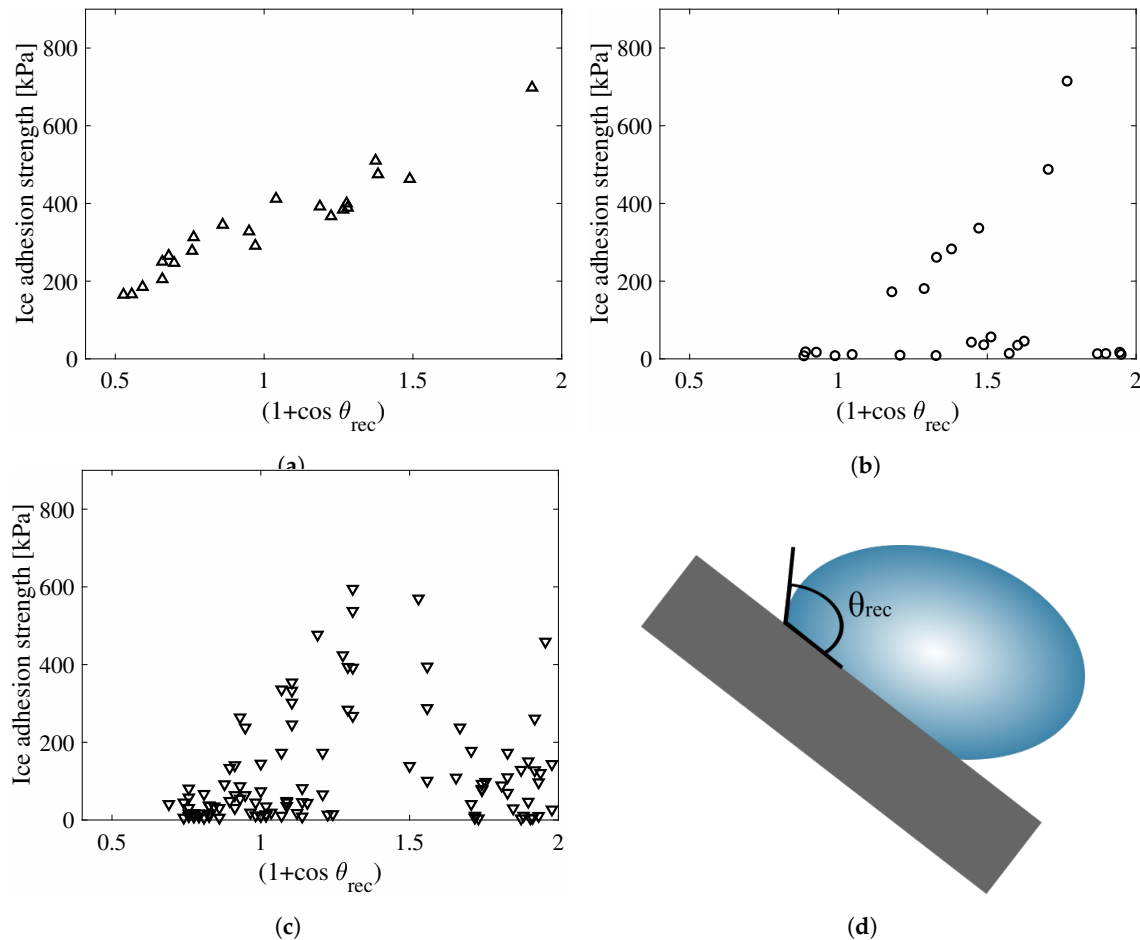 Ice adhesion strength [kPa]
800
600
400
200
0
0.5 1 1.5 2
(1+cos θrec)
(a)
Ice adhesion strength [kPa]
800
600
400
200
0
0.5 1 1.5 2
(1+cos θrec)
(b)
Ice adhesion strength [kPa]
800
600
400
200
0
0.5 1 1.5 2
(1+cos θrec)
(c)
θrec
(d)